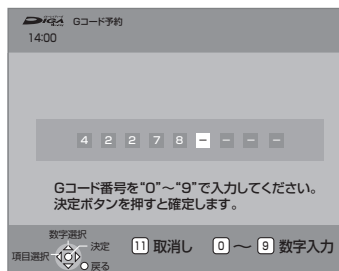 DIGA Gコード予約
14:00
4 2 2 7 8 - - - -
Gコード番号を“0”～“9”で入力してください。
決定ボタンを押すと確定します。
数字選択
項目選択 決定 11 取消し 0 ～ 9 数字入力
戻る